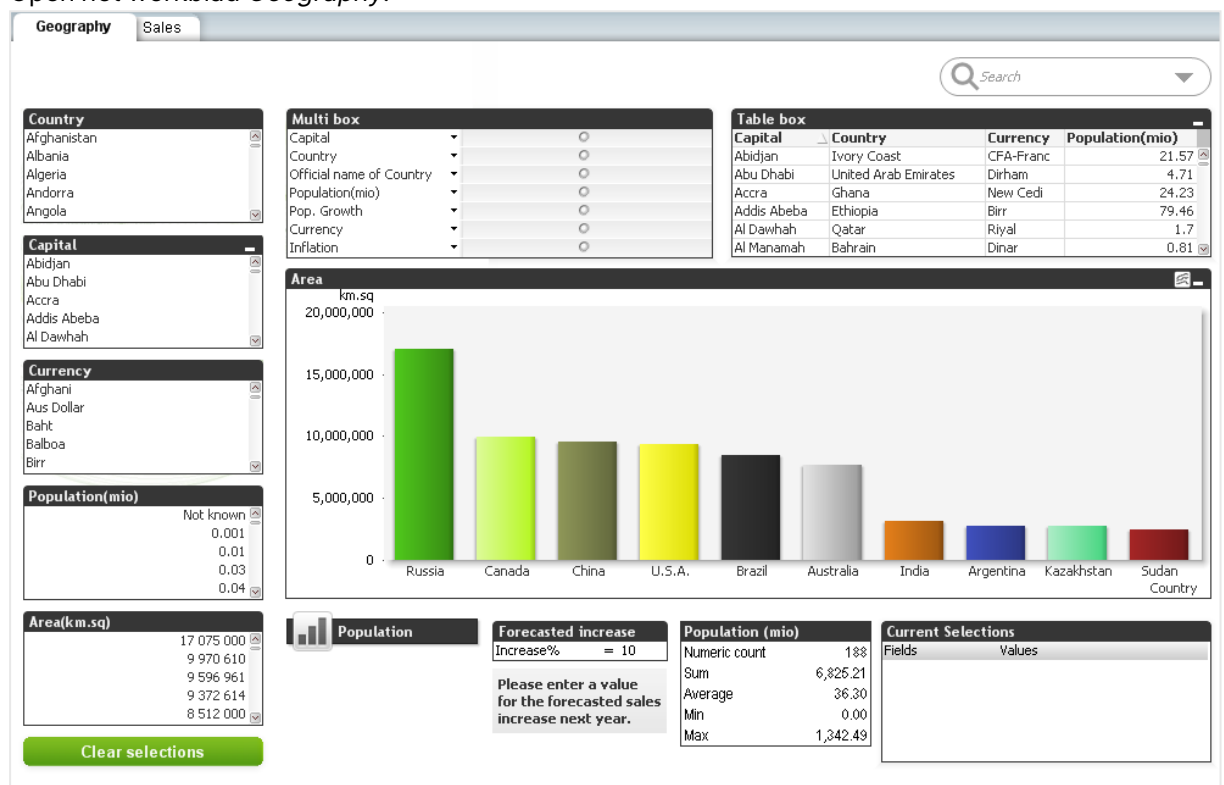 Open het werkblad Geography.
Geography Sales
Search
Country
Afghanistan
Albania
Algeria
Andorra
Angola
Capital
Abidjan
Abu Dhabi
Accra
Addis Abeba
Al Dawhah
Currency
Afghani
Aus Dollar
Baht
Balboa
Birr
Population(mio)
Not known
0.001
0.01
0.03
0.04
Area(km.sq)
17 075 000
9 970 610
9 596 961
9 372 614
8 512 000
Clear selections
Multi box
Capital
Country
Official name of Country
Population(mio)
Pop. Growth
Currency
Inflation
Table box
Capital Country Currency Population(mio)
Abidjan Ivory Coast CFA-Franc 21.57
Abu Dhabi United Arab Emirates Dirham 4.71
Accra Ghana New Cedi 24.23
Addis Abeba Ethiopia Birr 79.46
Al Dawhah Qatar Riyal 1.7
Al Manamah Bahrain Dinar 0.81
Area
km.sq
20,000,000
15,000,000
10,000,000
5,000,000
0
Russia Canada China U.S.A. Brazil Australia India Argentina Kazakhstan Sudan
Country
Population
Forecasted increase
Increase% = 10
Please enter a value
for the forecasted sales
increase next year.
Population (mio)
Numeric count 188
Sum 6,825.21
Average 36.30
Min 0.00
Max 1,342.49
Current Selections
Fields Values